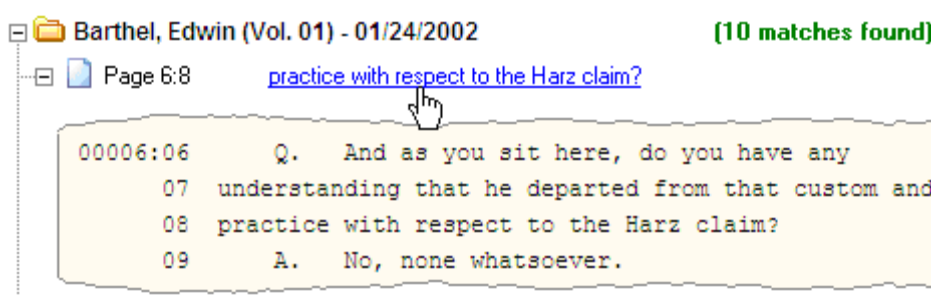 Barthel, Edwin (Vol. 01) - 01/24/2002 (10 matches found)
Page 6:8 practice with respect to the Harz claim?
00006:06 Q. And as you sit here, do you have any
07 understanding that he departed from that custom and
08 practice with respect to the Harz claim?
09 A. No, none whatsoever.